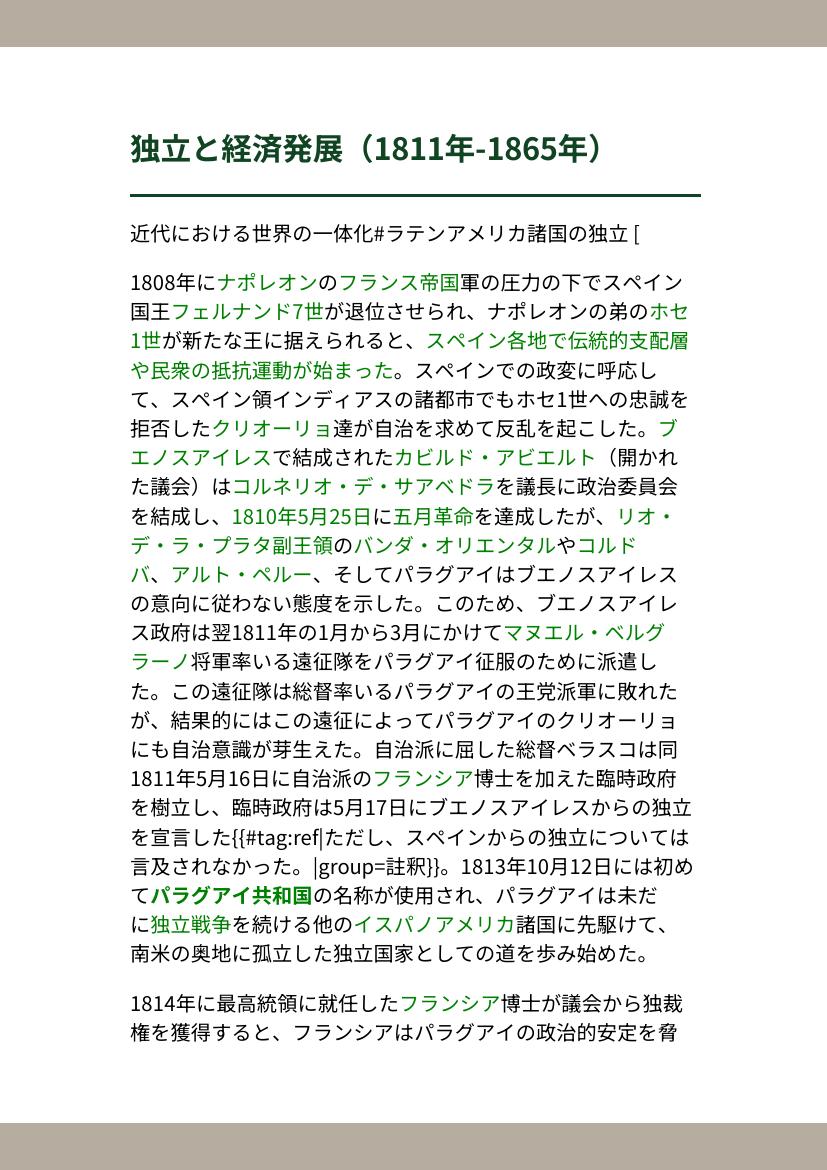 独立と経済発展（1811年-1865年）
近代における世界の一体化#ラテンアメリカ諸国の独立 [
1808年にナポレオンのフランス帝国軍の圧力の下でスペイン
国王フェルナンド7世が退位させられ、ナポレオンの弟のホセ
1世が新たな王に据えられると、スペイン各地で伝統的支配層
や民衆の抵抗運動が始まった。スペインでの政変に呼応し
て、スペイン領インディアスの諸都市でもホセ1世への忠誠を
拒否したクリオーリョ達が自治を求めて反乱を起こした。ブ
エノスアイレスで結成されたカビルド・アビエルト（開かれ
た議会）はコルネリオ・デ・サアベドラを議長に政治委員会
を結成し、1810年5月25日に五月革命を達成したが、リオ・
デ・ラ・プラタ副王領のバンダ・オリエンタルやコルド
バ、アルト・ペルー、そしてパラグアイはブエノスアイレス
の意向に従わない態度を示した。このため、ブエノスアイレ
ス政府は翌1811年の1月から3月にかけてマヌエル・ベルグ
ラーノ将軍率いる遠征隊をパラグアイ征服のために派遣し
た。この遠征隊は総督率いるパラグアイの王党派軍に敗れた
が、結果的にはこの遠征によってパラグアイのクリオーリョ
にも自治意識が芽生えた。自治派に屈した総督ベラスコは同
1811年5月16日に自治派のフランシア博士を加えた臨時政府
を樹立し、臨時政府は5月17日にブエノスアイレスからの独立
を宣言した{{#tag:ref|ただし、スペインからの独立については
言及されなかった。|group=註釈}}。1813年10月12日には初め
てパラグアイ共和国の名称が使用され、パラグアイは未だ
に独立戦争を続ける他のイスパノアメリカ諸国に先駆けて、
南米の奥地に孤立した独立国家としての道を歩み始めた。
1814年に最高統領に就任したフランシア博士が議会から独裁
権を獲得すると、フランシアはパラグアイの政治的安定を脅